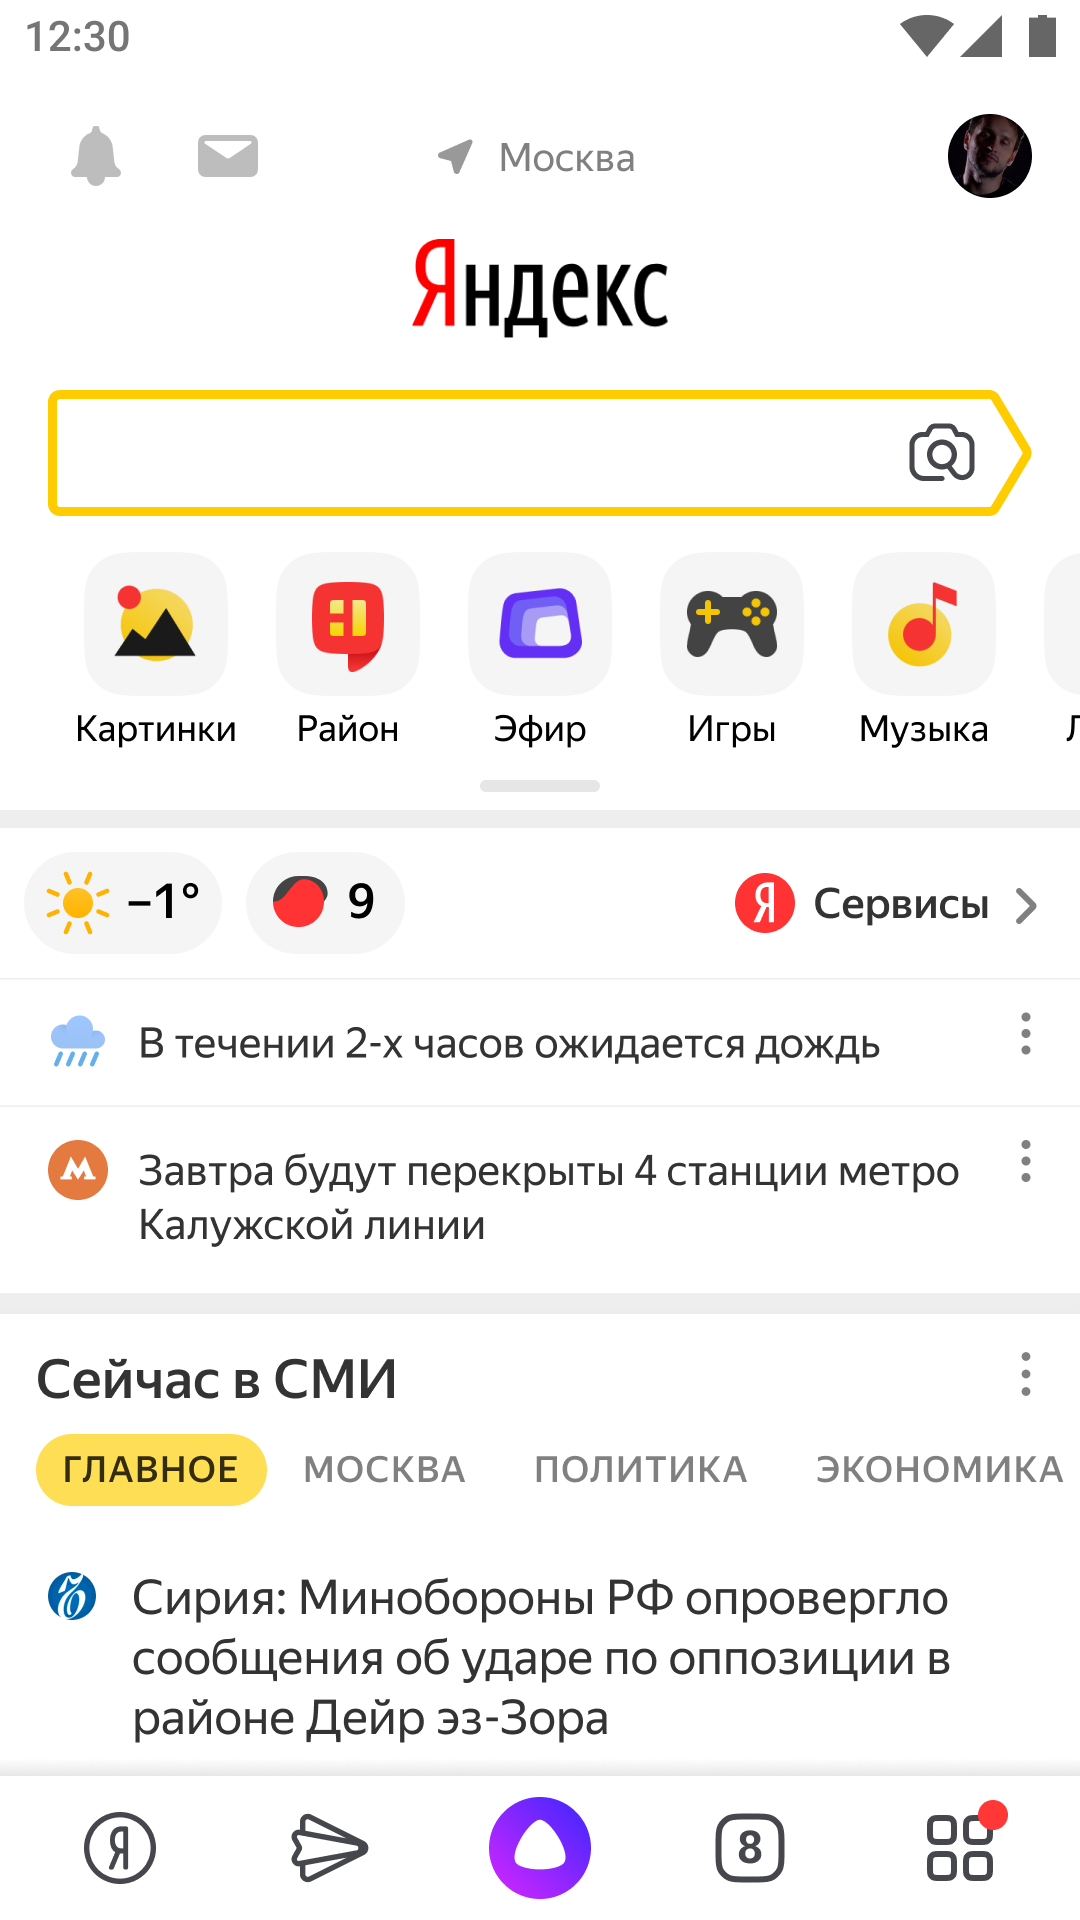 12:30
Москва
Яндекс
Картинки
Район
Эфир
Игры
Музыка
Л
−1°
9
Я
Сервисы
В течении 2-х часов ожидается дождь
М
Завтра будут перекрыты 4 станции метро
Калужской линии
Сейчас в СМИ
ГЛАВНОЕ
МОСКВА
ПОЛИТИКА
ЭКОНОМИКА
Ъ
Сирия: Минобороны РФ опровергло
сообщения об ударе по оппозиции в
районе Дейр эз-Зора
Я
8